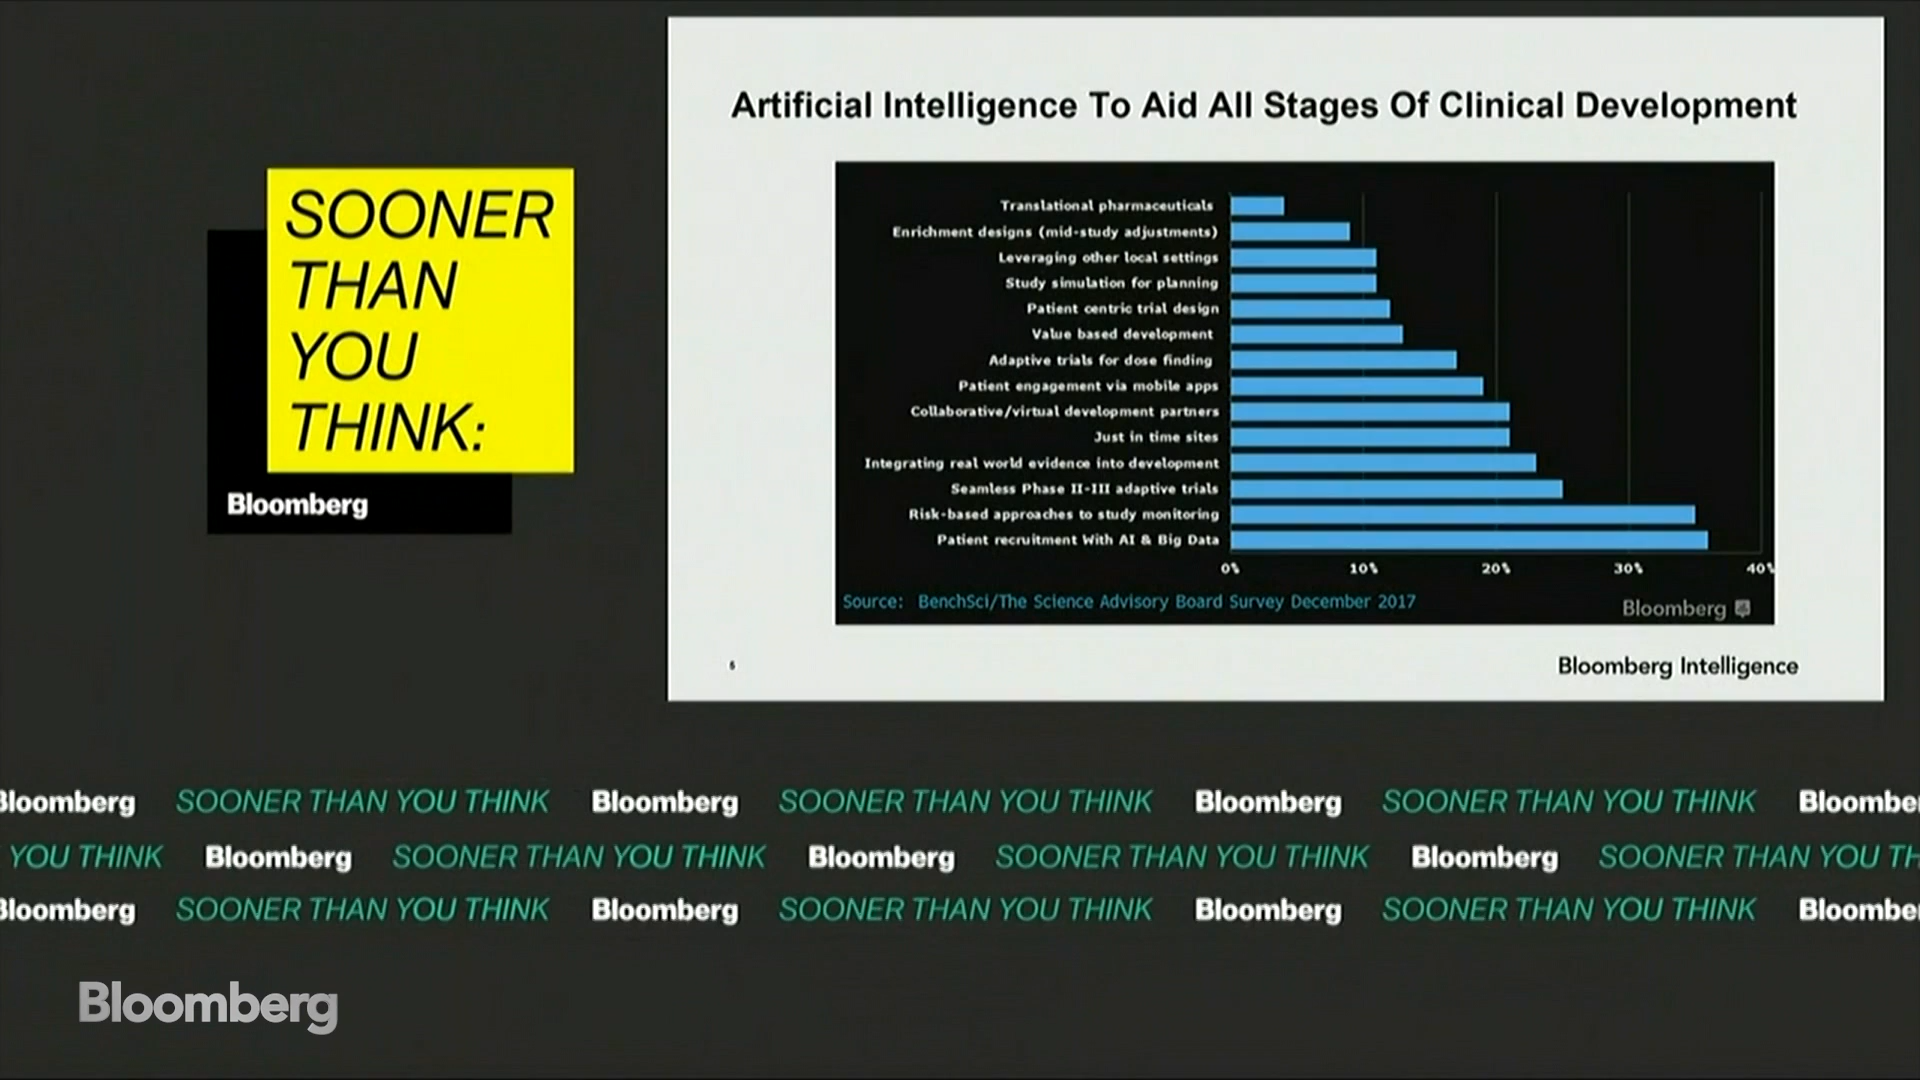 SOONER
THAN
YOU
THINK:
Bloomberg
Artificial Intelligence To Aid All Stages Of Clinical Development
Translational pharmaceuticals
Enrichment designs (mid-study adjustments)
Leveraging other local settings
Study simulation for planning
Patient centric trial design
Value based development
Adaptive trials for dose finding
Patient engagement via mobile apps
Collaborative/virtual development partners
Just in time sites
Integrating real world evidence into development
Seamless Phase II-III adaptive trials
Risk-based approaches to study monitoring
Patient recruitment With AI & Big Data
0% 10% 20% 30% 40%
Source: BenchSci/The Science Advisory Board Survey December 2017
Bloomberg
6
Bloomberg Intelligence
Bloomberg SOONER THAN YOU THINK Bloomberg SOONER THAN YOU THINK Bloomberg SOONER THAN YOU THINK Bloomber
YOU THINK Bloomberg SOONER THAN YOU THINK Bloomberg SOONER THAN YOU THINK Bloomberg SOONER THAN YOU TH
Bloomberg SOONER THAN YOU THINK Bloomberg SOONER THAN YOU THINK Bloomberg SOONER THAN YOU THINK Bloomber
Bloomberg